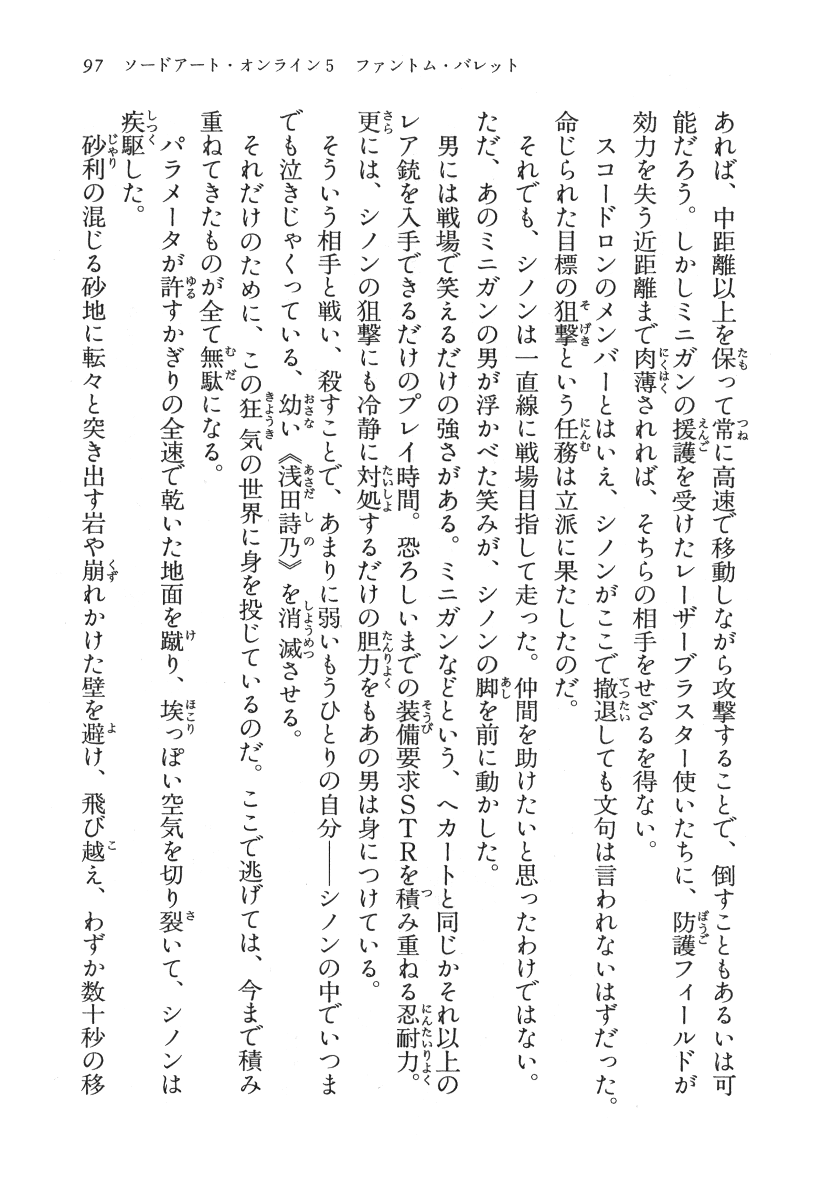 97　ソードアート・オンライン5　ファントム・バレット
あれば、中距離以上を保って常に高速で移動しながら攻撃することで、倒すこともあるいは可
能だろう。しかしミニガンの援護を受けたレーザーブラスター使いたちに、防護フィールドが
効力を失う近距離まで肉薄されれば、そちらの相手をせざるを得ない。
　スコードロンのメンバーとはいえ、シノンがここで撤退しても文句は言われないはずだった。
命じられた目標の狙撃という任務は立派に果たしたのだ。
　それでも、シノンは一直線に戦場目指して走った。仲間を助けたいと思ったわけではない。
ただ、あのミニガンの男が浮かべた笑みが、シノンの脚を前に動かした。
　男には戦場で笑えるだけの強さがある。ミニガンなどという、ヘカートと同じかそれ以上の
レア銃を入手できるだけのプレイ時間。恐ろしいまでの装備要求STRを積み重ねる忍耐力。
更には、シノンの狙撃にも冷静に対処するだけの胆力をもあの男は身につけている。
　そういう相手と戦い、殺すことで、あまりに弱いもうひとりの自分――シノンの中でいつま
でも泣きじゃくっている、幼い《浅田詩乃》を消滅させる。
　それだけのために、この狂気の世界に身を投じているのだ。ここで逃げては、今まで積み
重ねてきたものが全て無駄になる。
　パラメータが許すかぎりの全速で乾いた地面を蹴り、埃っぽい空気を切り裂いて、シノンは
疾駆した。
　砂利の混じる砂地に転々と突き出す岩や崩れかけた壁を避け、飛び越え、わずか数十秒の移